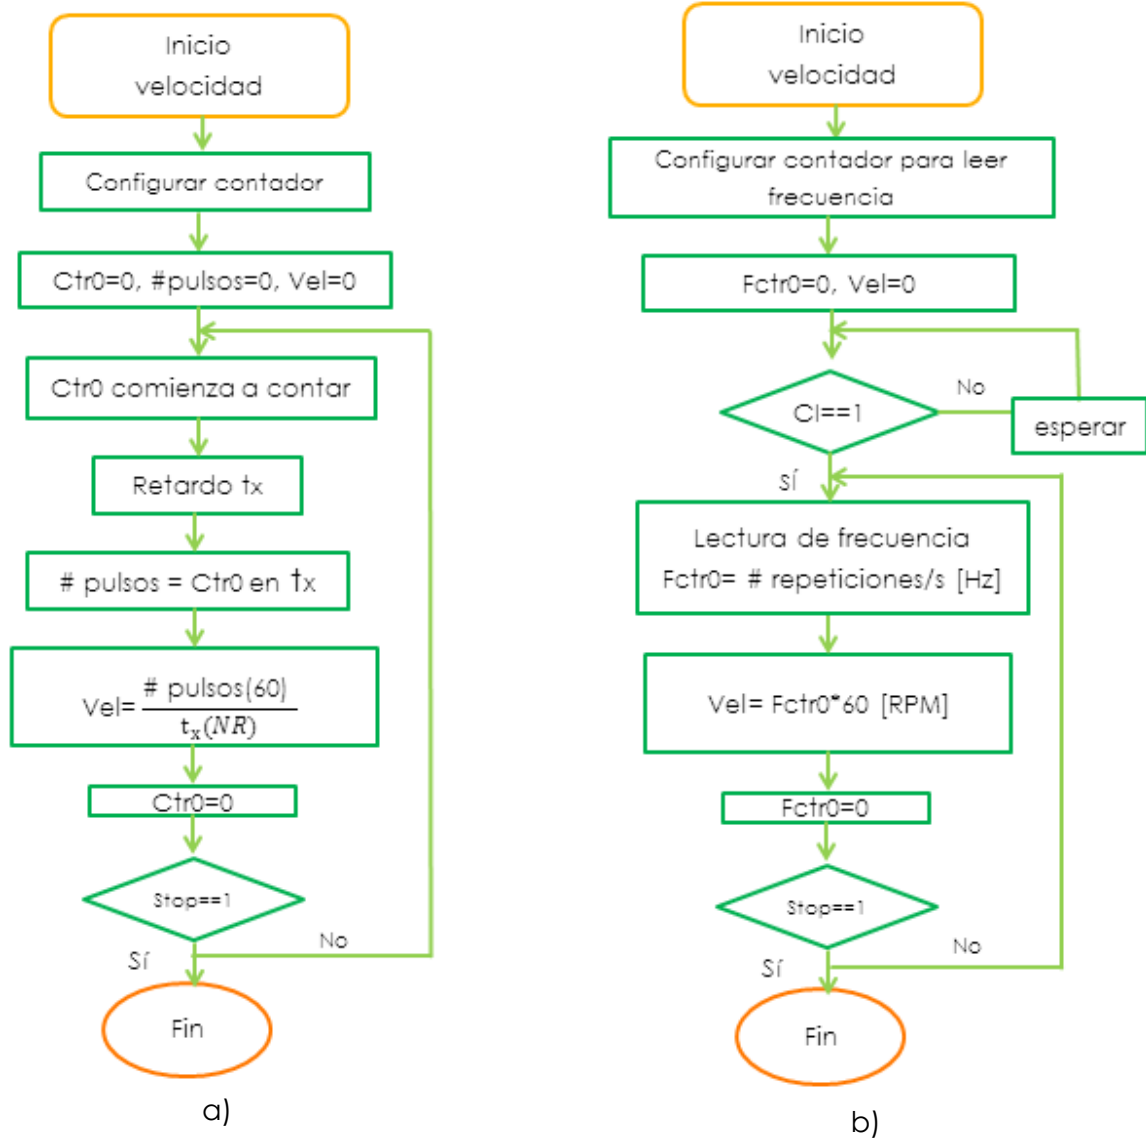 Inicio
velocidad
Configurar contador
Ctr0=0, #pulsos=0, Vel=0
Ctr0 comienza a contar
Retardo tx
# pulsos = Ctr0 en tx
Vel= # pulsos(60)
tx(NR)
Ctr0=0
Stop==1
No
Sí
Fin
a)
Inicio
velocidad
Configurar contador para leer
frecuencia
Fctr0=0, Vel=0
CI==1
No
esperar
SÍ
Lectura de frecuencia
Fctr0= # repeticiones/s [Hz]
Vel= Fctr0*60 [RPM]
Fctr0=0
Stop==1
No
Sí
Fin
b)